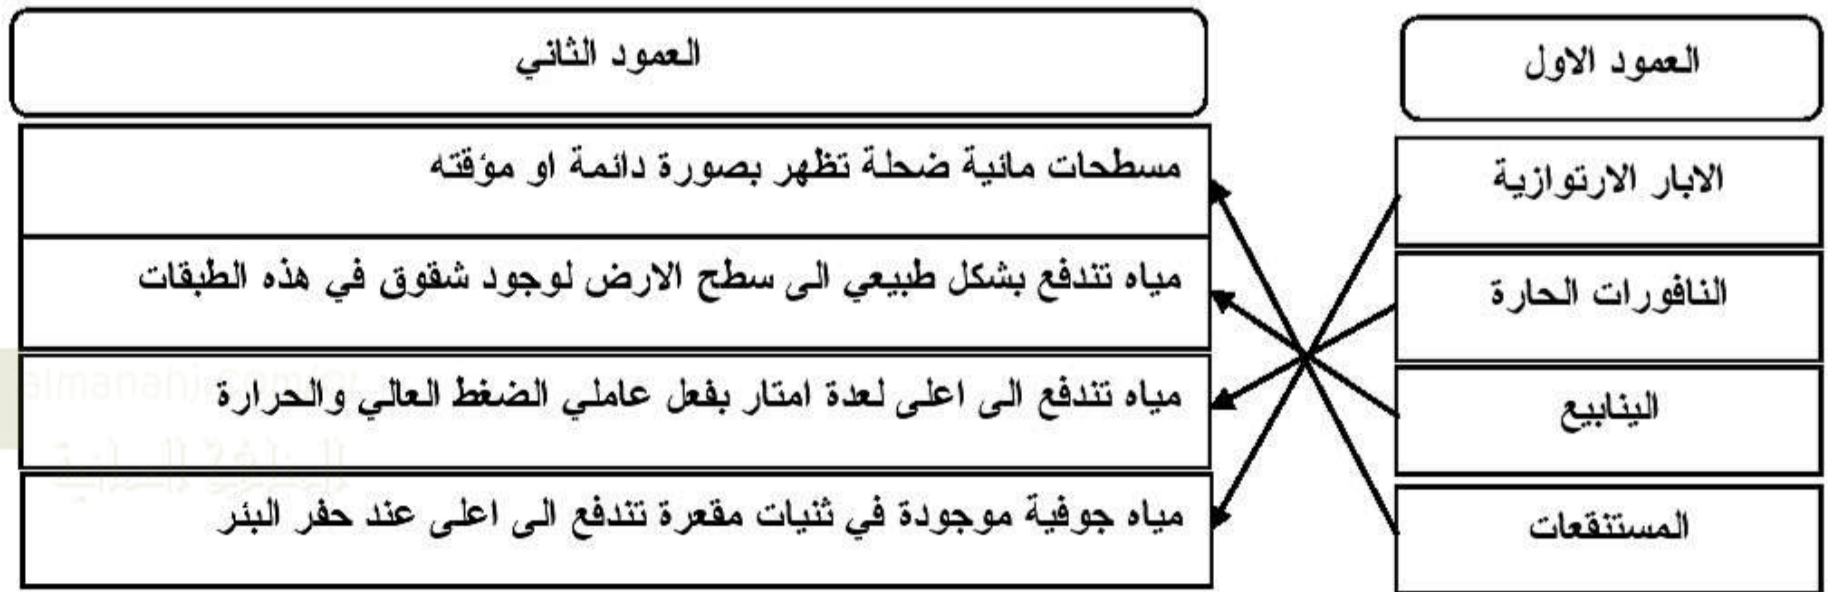 العمود الاول
العمود الثاني
الابار الارتوازية
مسطحات مائية ضحلة تظهر بصورة دائمة او مؤقته
النافورات الحارة
مياه تندفع بشكل طبيعي الى سطح الارض لوجود شقوق في هذه الطبقات
الينابيع
مياه تندفع الى اعلى لعدة امتار بفعل عاملي الضغط العالي والحرارة
المستنقعات
مياه جوفية موجودة في ثنيات مقعرة تندفع الى اعلى عند حفر البئر